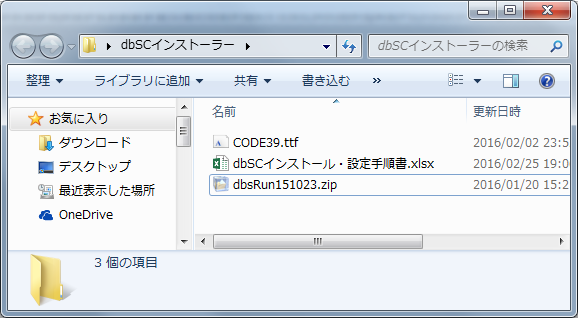 dbSCインストーラー
dbSCインストーラーの検索
整理 ライブラリに追加 共有 書き込む »
お気に入り
ダウンロード
デスクトップ
最近表示した場所
OneDrive
名前 更新日時
CODE39.ttf 2016/02/02 23:5
dbSCインストール・設定手順書.xlsx 2016/02/25 19:0
dbsRun151023.zip 2016/01/20 15:2
3 個の項目